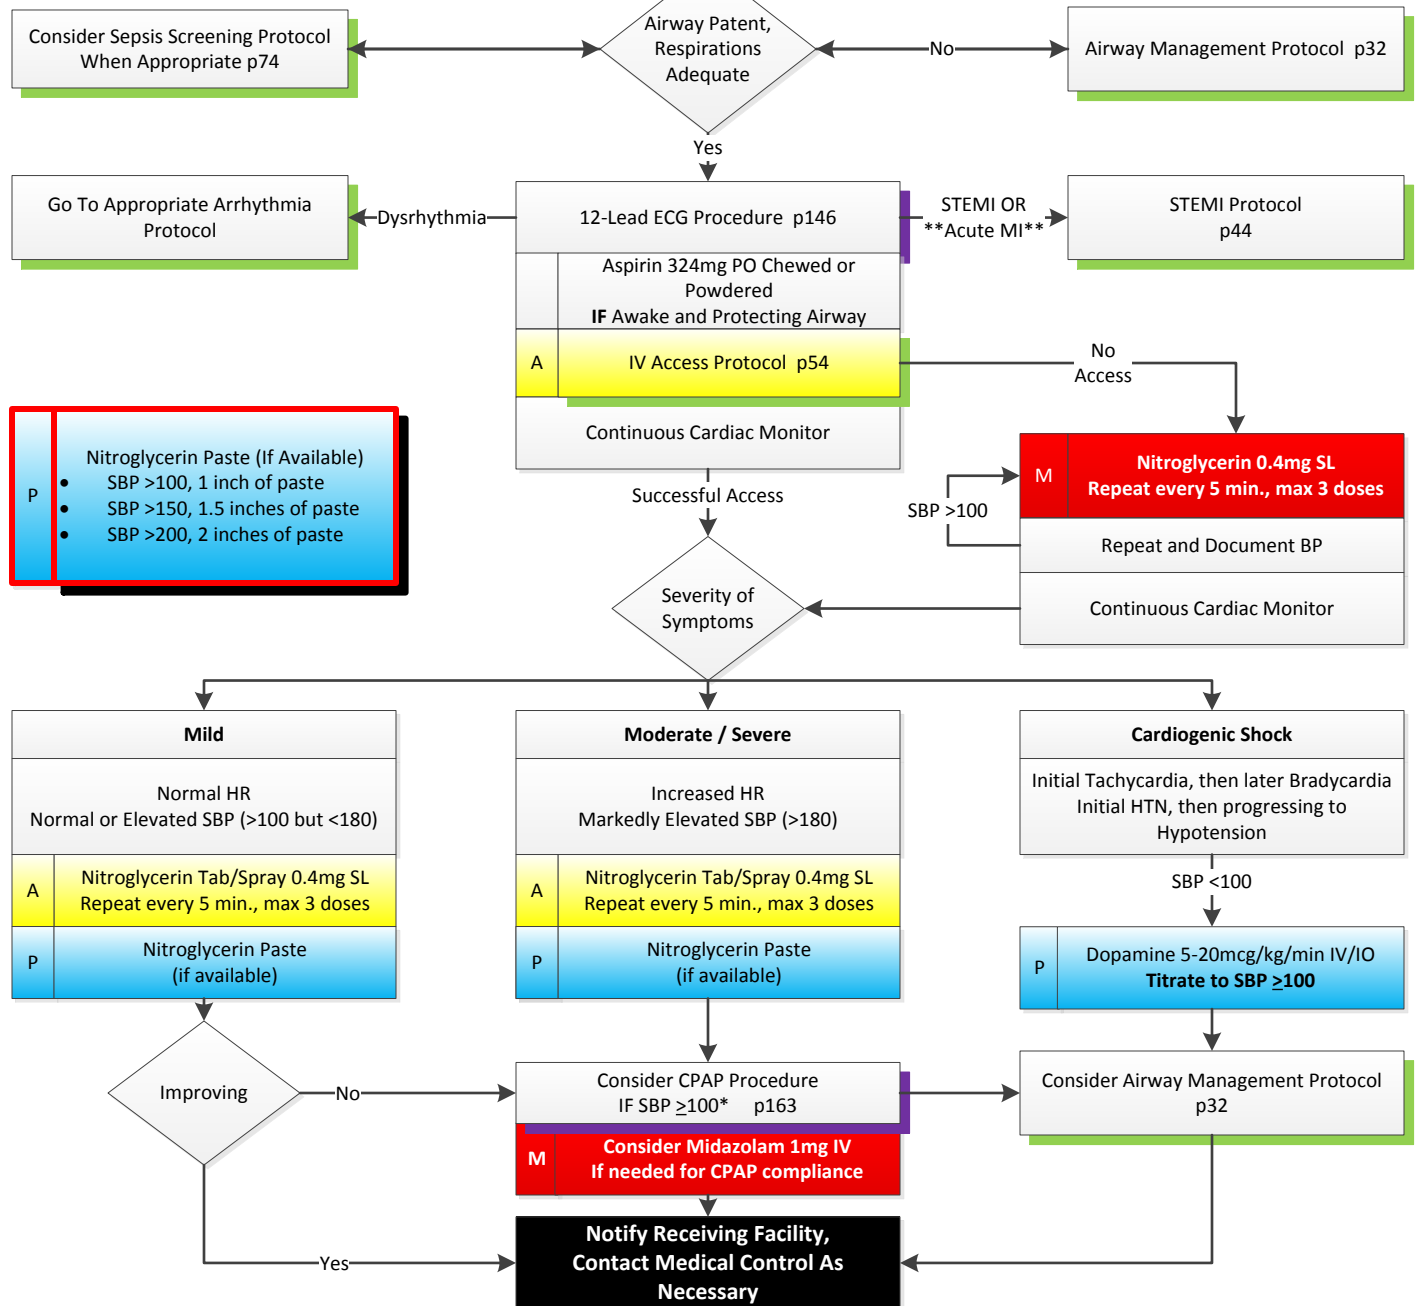 Airway Patent,
Respirations
Adequate
Consider Sepsis Screening Protocol
When Appropriate p74
No
Airway Management Protocol p32
Yes
Go To Appropriate Arrhythmia
Protocol
Dysrhythmia
12-Lead ECG Procedure p146
STEMI OR
**Acute MI**
STEMI Protocol
p44
Aspirin 324mg PO Chewed or
Powdered
IF Awake and Protecting Airway
A
IV Access Protocol p54
No
Access
Continuous Cardiac Monitor
P
Nitroglycerin Paste (If Available)
• SBP >100, 1 inch of paste
• SBP >150, 1.5 inches of paste
• SBP >200, 2 inches of paste
Successful Access
M
Nitroglycerin 0.4mg SL
Repeat every 5 min., max 3 doses
SBP >100
Repeat and Document BP
Continuous Cardiac Monitor
Severity of
Symptoms
Mild
Normal HR
Normal or Elevated SBP (>100 but <180)
A
Nitroglycerin Tab/Spray 0.4mg SL
Repeat every 5 min., max 3 doses
P
Nitroglycerin Paste
(if available)
Moderate / Severe
Increased HR
Markedly Elevated SBP (>180)
A
Nitroglycerin Tab/Spray 0.4mg SL
Repeat every 5 min., max 3 doses
P
Nitroglycerin Paste
(if available)
Cardiogenic Shock
Initial Tachycardia, then later Bradycardia
Initial HTN, then progressing to
Hypotension
SBP <100
P
Dopamine 5-20mcg/kg/min IV/IO
Titrate to SBP ≥100
Improving
No
Consider CPAP Procedure
IF SBP ≥100* p163
M
Consider Midazolam 1mg IV
If needed for CPAP compliance
Consider Airway Management Protocol
p32
Yes
Notify Receiving Facility,
Contact Medical Control As
Necessary